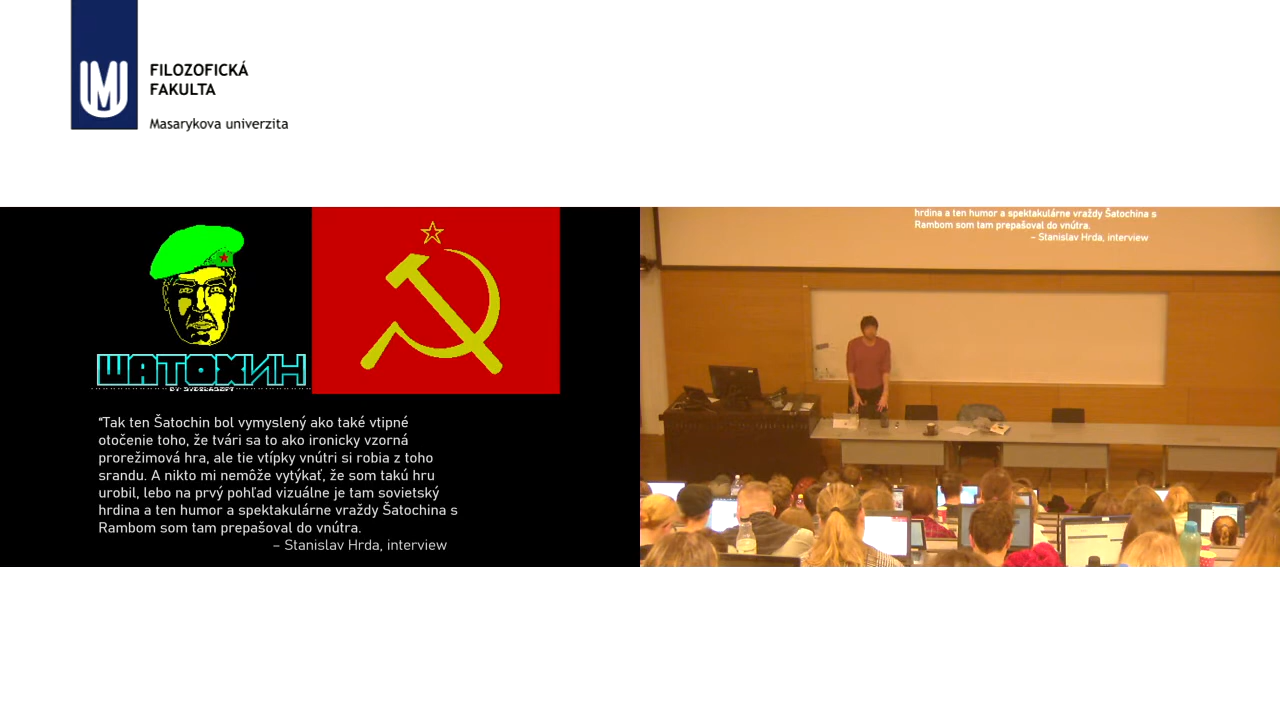 FILOZOFICKÁ
FAKULTA
Masarykova univerzita
ШАТОХИН
"Tak ten Šatochin bol vymyslený ako také vtipné
otočenie toho, že tvári sa to ako ironicky vzorná
prorežimová hra, ale tie vtípky vnútri si robia z toho
srandu. A nikto mi nemôže vytýkať, že som takú hru
urobil, lebo na prvý pohľad vizuálne je tam sovietský
hrdina a ten humor a spektakulárne vraždy Šatochina s
Rambom som tam prepašoval do vnútra.
– Stanislav Hrda, interview
hrdina a ten humor a spektakulárne vraždy Šatochina s
Rambom som tam prepašoval do vnútra.
– Stanislav Hrda, interview